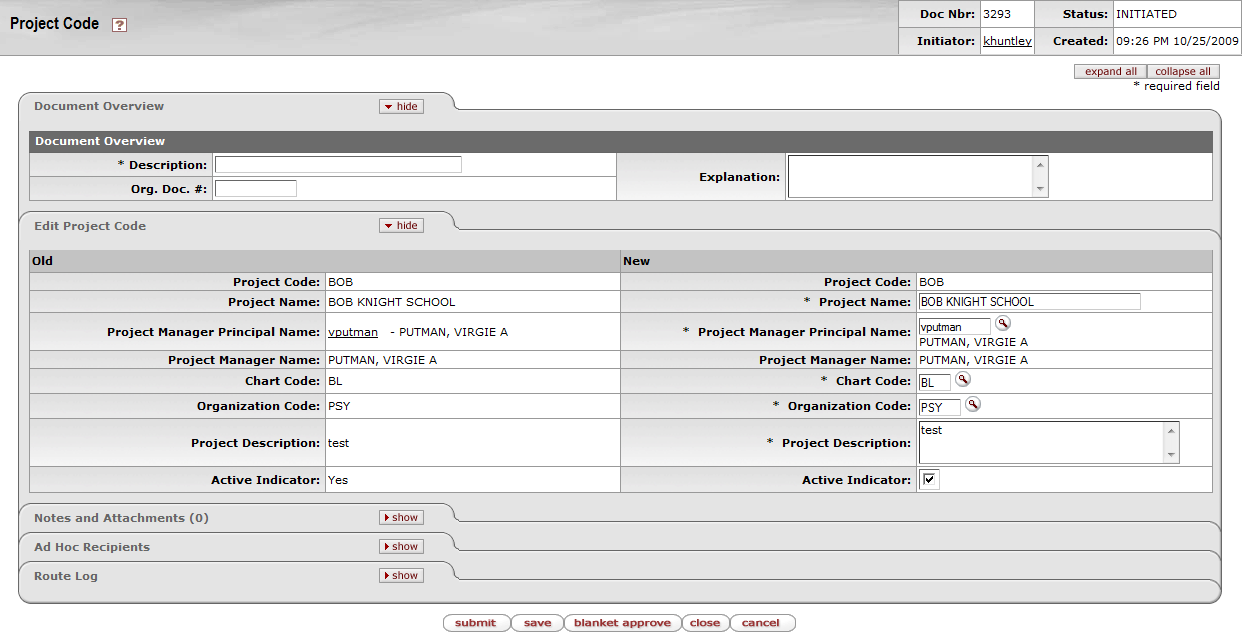 Project Code ?
Doc Nbr: 3293 Status: INITIATED
Initiator: khuntley Created: 09:26 PM 10/25/2009
expand all collapse all
* required field
Document Overview hide
Document Overview
* Description:
Explanation:
Org. Doc. #:
Edit Project Code hide
Old New
Project Code: BOB Project Code: BOB
Project Name: BOB KNIGHT SCHOOL * Project Name: BOB KNIGHT SCHOOL
Project Manager Principal Name: vputman - PUTMAN, VIRGIE A * Project Manager Principal Name: vputman
PUTMAN, VIRGIE A
Project Manager Name: PUTMAN, VIRGIE A Project Manager Name: PUTMAN, VIRGIE A
Chart Code: BL * Chart Code: BL
Organization Code: PSY * Organization Code: PSY
Project Description: test * Project Description: test
Active Indicator: Yes Active Indicator:
Notes and Attachments (0) show
Ad Hoc Recipients show
Route Log show
submit save blanket approve close cancel